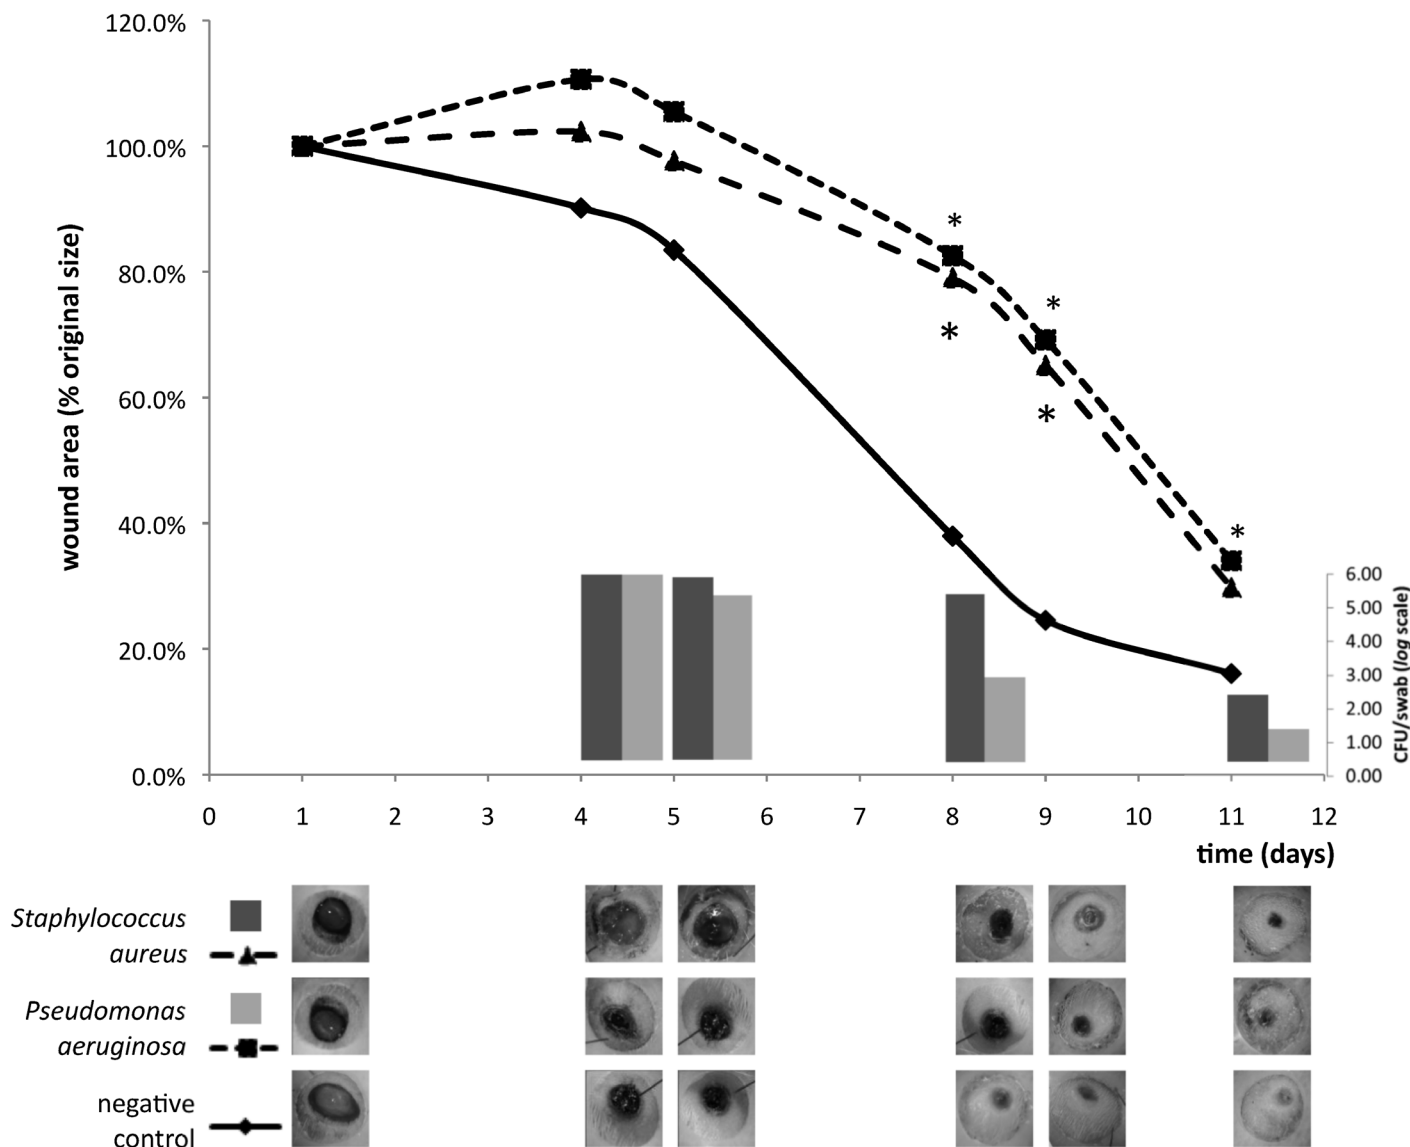 120.0%
100.0%
80.0%
60.0%
40.0%
20.0%
0.0%
wound area (% original size)
*
*
*
*
*
6.00
5.00
4.00
3.00
2.00
1.00
0.00
CFU/swab (log scale)
0 1 2 3 4 5 6 7 8 9 10 11 12
time (days)
Staphylococcus
aureus
Pseudomonas
aeruginosa
negative
control